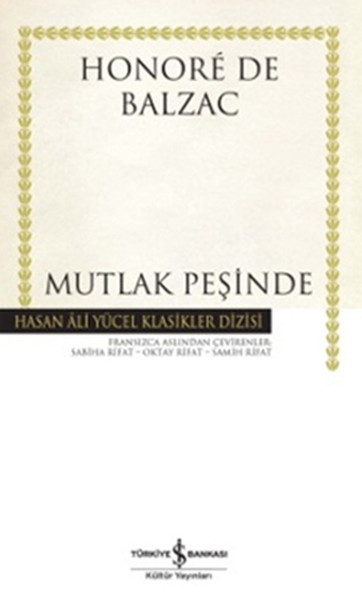 HONORÉ DE
BALZAC
MUTLAK PEŞİNDE
HASAN ÂLİ YÜCEL KLASİKLER DİZİSİ
FRANSIZCA ASLINDAN ÇEVİRENLER:
SABİHA RİFAT – OKTAY RİFAT – SAMİH RİFAT
TÜRKİYE İŞ BANKASI
Kültür Yayınları